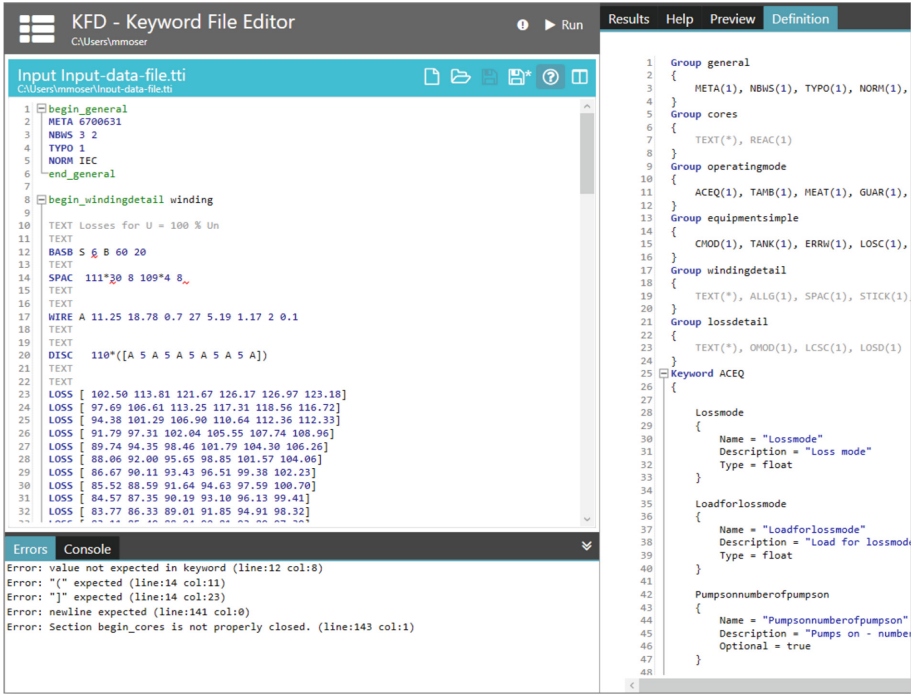 KFD - Keyword File Editor
C:\Users\mmoser
Run
Results Help Preview Definition
Input Input-data-file.tti
C:\Users\mmoser\Input-data-file.tti
1 begin_general
2 META 6700631
3 NBWS 3 2
4 TYPO 1
5 NORM IEC
6 end_general
7
8 begin_windingdetail winding
9
10 TEXT Losses for U = 100 % Un
11 TEXT
12 BASB S 6 B 60 20
13 TEXT
14 SPAC 111*30 8 109*4 8
15 TEXT
16 TEXT
17 WIRE A 11.25 18.78 0.7 27 5.19 1.17 2 0.1
18 TEXT
19 TEXT
20 DISC 110*([A 5 A 5 A 5 A 5 A 5 A])
21 TEXT
22 TEXT
23 LOSS [ 102.50 113.81 121.67 126.17 126.97 123.18]
24 LOSS [ 97.69 106.61 113.25 117.31 118.56 116.72]
25 LOSS [ 94.38 101.29 106.90 110.64 112.36 112.33]
26 LOSS [ 91.79 97.31 102.04 105.55 107.74 108.96]
27 LOSS [ 89.74 94.35 98.46 101.79 104.30 106.26]
28 LOSS [ 88.06 92.00 95.65 98.85 101.57 104.06]
29 LOSS [ 86.67 90.11 93.43 96.51 99.38 102.23]
30 LOSS [ 85.52 88.59 91.64 94.63 97.59 100.70]
31 LOSS [ 84.57 87.35 90.19 93.10 96.13 99.41]
32 LOSS [ 83.77 86.33 89.01 91.85 94.91 98.32]
Errors Console
Error: value not expected in keyword (line:12 col:8)
Error: "(" expected (line:14 col:11)
Error: "]" expected (line:14 col:23)
Error: newline expected (line:141 col:0)
Error: Section begin_cores is not properly closed. (line:143 col:1)
1 Group general
2 {
3 META(1), NBWS(1), TYPO(1), NORM(1),
4 }
5 Group cores
6 {
7 TEXT(*), REAC(1)
8 }
9 Group operatingmode
10 {
11 ACEQ(1), TAMB(1), MEAT(1), GUAR(1),
12 }
13 Group equipmentsimple
14 {
15 CMOD(1), TANK(1), ERRW(1), LOSC(1),
16 }
17 Group windingdetail
18 {
19 TEXT(*), ALLG(1), SPAC(1), STICK(1)
20 }
21 Group lossdetail
22 {
23 TEXT(*), OMOD(1), LCSC(1), LOSD(1)
24 }
25 Keyword ACEQ
26 {
27
28 Lossmode
29 {
30 Name = "Lossmode"
31 Description = "Loss mode"
32 Type = float
33 }
34
35 Loadforlossmode
36 {
37 Name = "Loadforlossmode"
38 Description = "Load for lossmode
39 Type = float
40 }
41
42 Pumpsonnumberofpumpson
43 {
44 Name = "Pumpsonnumberofpumpson"
45 Description = "Pumps on - number
46 Optional = true
47 }
48